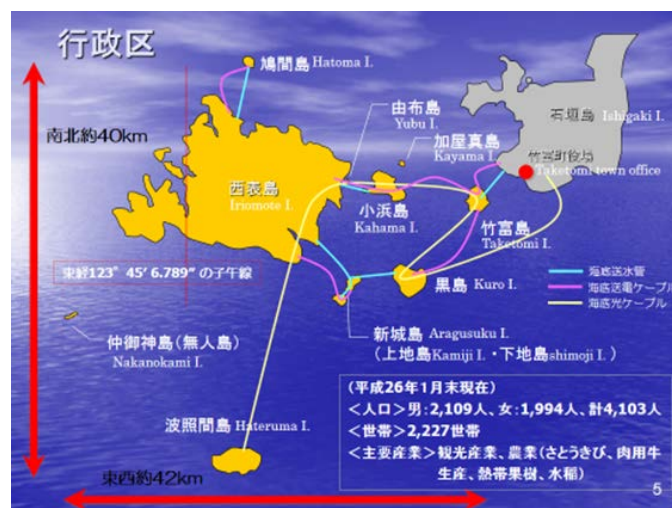 行政区
鳩間島 Hatoma I.
南北約40km
由布島
Yubu I.
加屋真島
Kayama I.
石垣島 Ishigaki I.
竹富町役場
Taketomi town office
西表島
Iriomote I.
小浜島
Kahama I.
竹富島
Taketomi I.
東経123°45′6.789″の子午線
黒島 Kuro I.
海底送水管
海底送電ケーブル
海底光ケーブル
仲御神島(無人島)
Nakanokami I.
新城島 Aragusuku I.
(上地島Kamiji I.・下地島shimoji I.)
波照間島 Hateruma I.
(平成26年1月末現在)
<人口>男:2,109人、女:1,994人、計4,103人
<世帯>2,227世帯
<主要産業>観光産業、農業(さとうきび、肉用牛
生産、熱帯果樹、水稲)
東西約42km
5